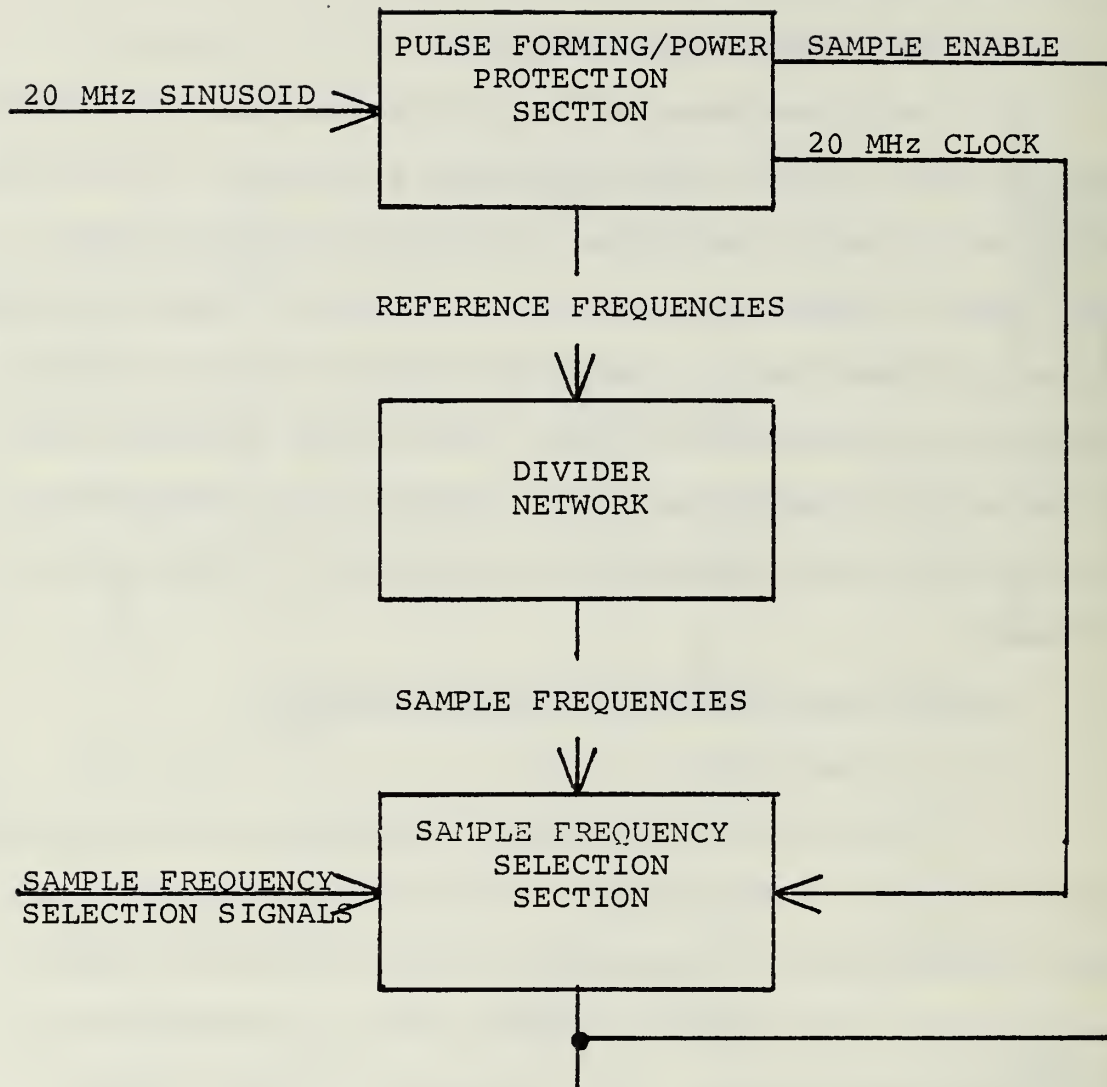 PULSE FORMING/POWER
PROTECTION
SECTION
SAMPLE ENABLE
20 MHz SINUSOID
20 MHz CLOCK
REFERENCE FREQUENCIES
DIVIDER
NETWORK
SAMPLE FREQUENCIES
SAMPLE FREQUENCY
SELECTION
SECTION
SAMPLE FREQUENCY
SELECTION SIGNALS